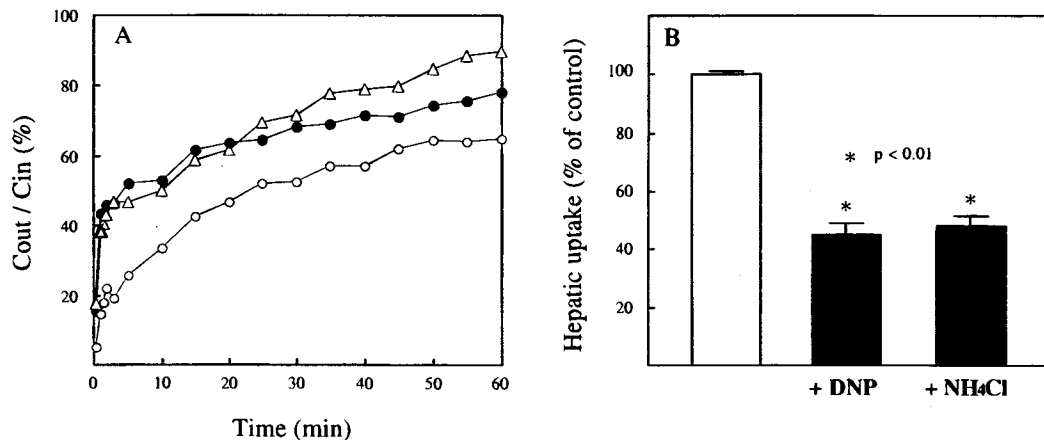 A
Cout / Cin (%)
100
80
60
40
20
0
10
20
30
40
50
60
Time (min)
B
Hepatic uptake (% of control)
100
80
60
40
20
* p < 0.01
*
*
+ DNP
+ NH₄Cl